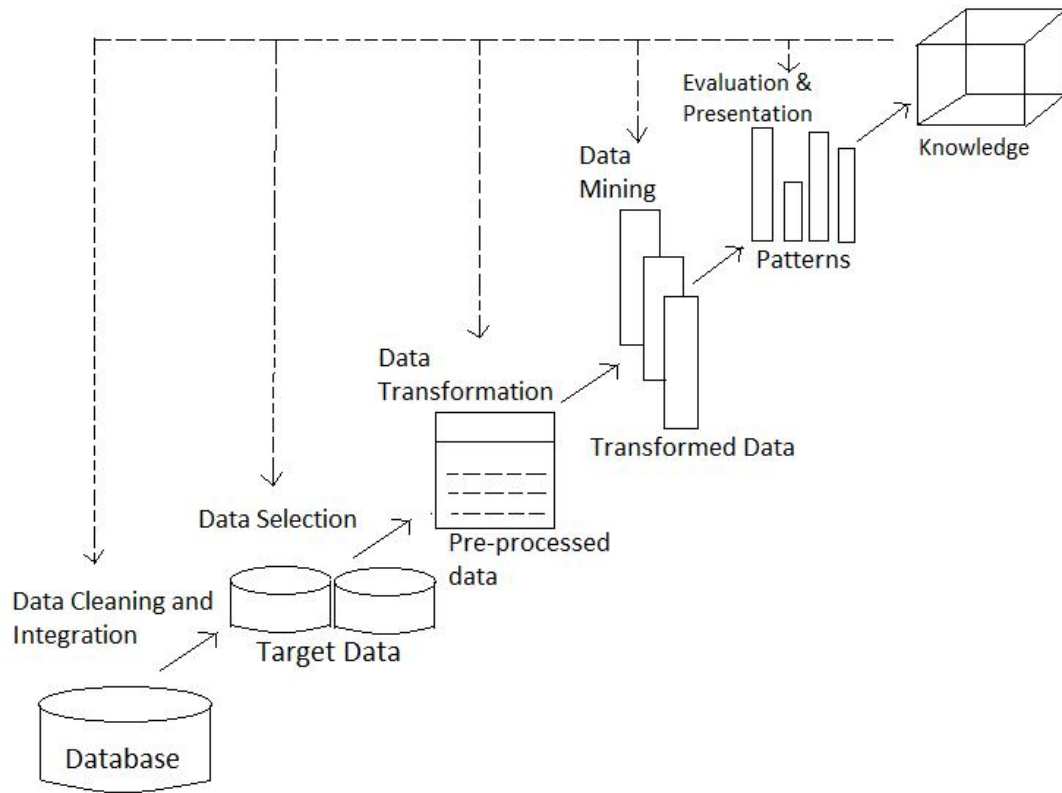 Evaluation &
Presentation
Knowledge
Data
Mining
Patterns
Data
Transformation
Transformed Data
Data Selection
Pre-processed
data
Data Cleaning and
Integration
Target Data
Database